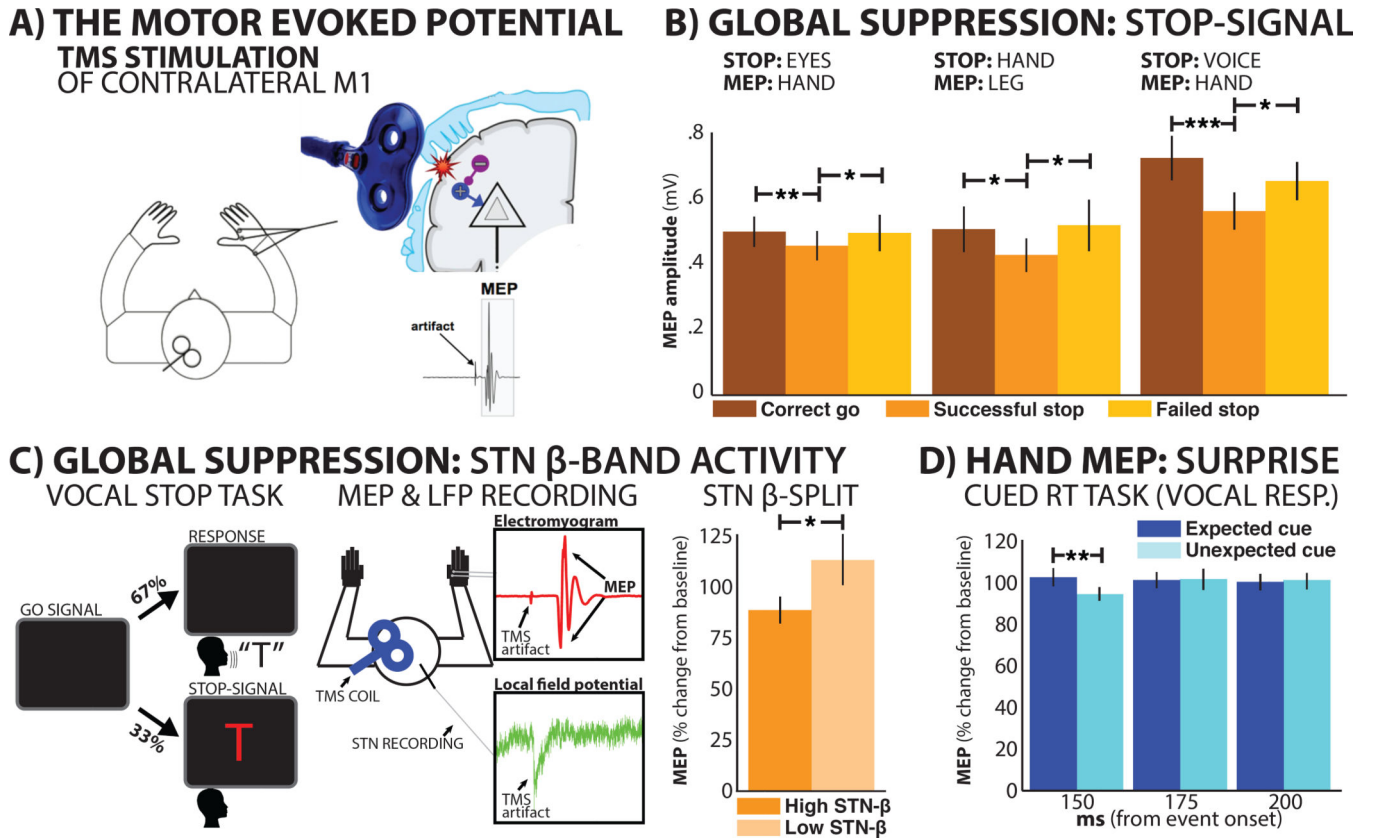 A) THE MOTOR EVOKED POTENTIAL
TMS STIMULATION
OF CONTRALATERAL M1
MEP
artifact
B) GLOBAL SUPPRESSION: STOP-SIGNAL
STOP: EYES
MEP: HAND
STOP: HAND
MEP: LEG
STOP: VOICE
MEP: HAND
MEP amplitude (mV)
.8
.6
.4
.2
0
**
*
*
*
***
*
Correct go
Successful stop
Failed stop
C) GLOBAL SUPPRESSION: STN β-BAND ACTIVITY
VOCAL STOP TASK
GO SIGNAL
67%
33%
RESPONSE
“T”
STOP-SIGNAL
T
MEP & LFP RECORDING
TMS COIL
STN RECORDING
Electromyogram
MEP
TMS
artifact
Local field potential
TMS
artifact
STN β-SPLIT
MEP (% change from baseline)
125
100
75
50
25
0
*
High STN-β
Low STN-β
D) HAND MEP: SURPRISE
CUED RT TASK (VOCAL RESP.)
Expected cue
Unexpected cue
MEP (% change from baseline)
120
100
80
60
40
20
0
**
150
175
200
ms (from event onset)